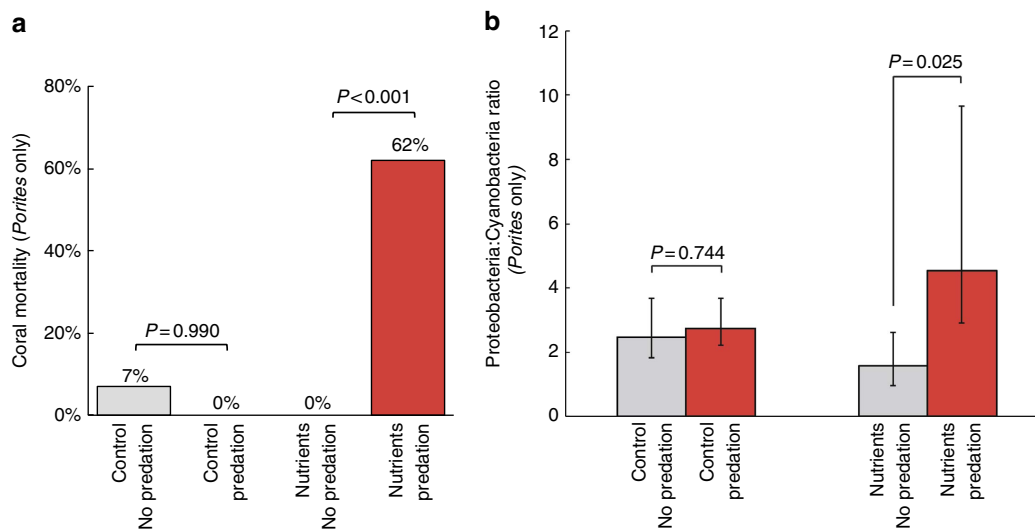 a
Coral mortality (Porites only)
80%
60%
40%
20%
0%
7%
P=0.990
0%
0%
P<0.001
62%
Control
No predation
Control
predation
Nutrients
No predation
Nutrients
predation
b
Proteobacteria:Cyanobacteria ratio
(Porites only)
12
10
8
6
4
2
0
P=0.744
P=0.025
Control
No predation
Control
predation
Nutrients
No predation
Nutrients
predation